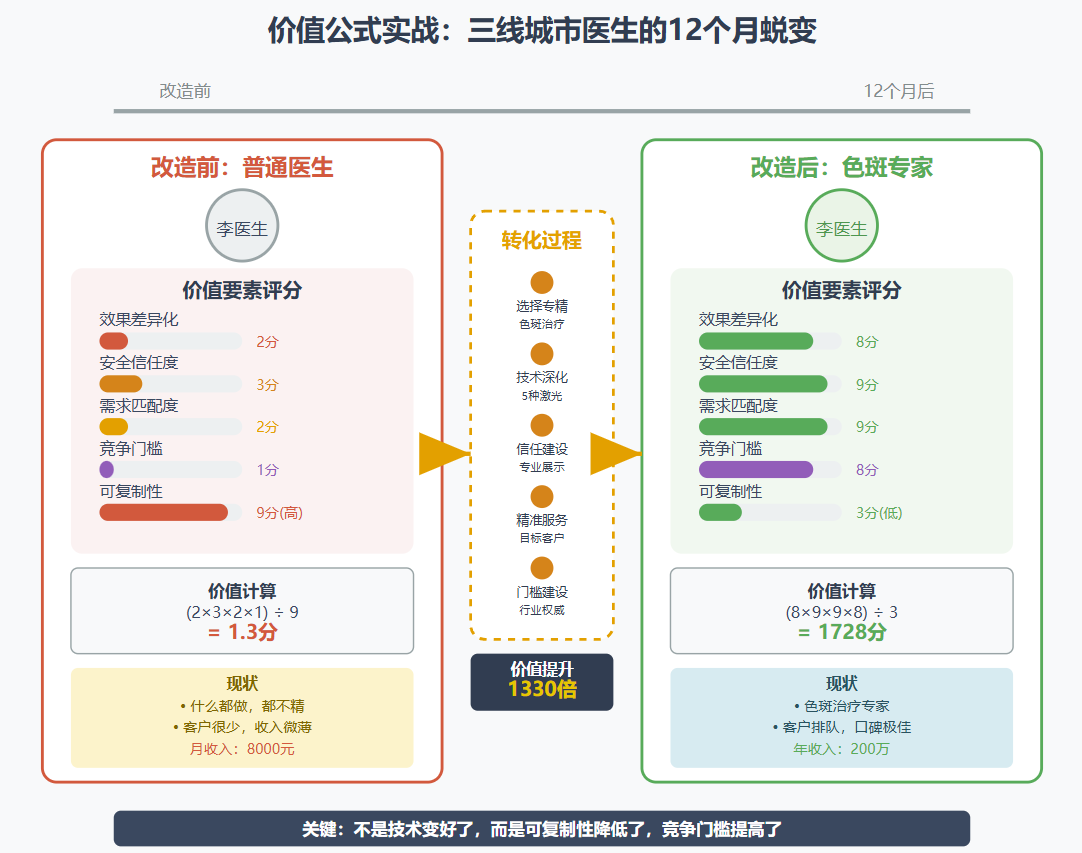 价值公式实战：三线城市医生的12个月蜕变
改造前
12个月后
改造前：普通医生
李医生
价值要素评分
效果差异化
2分
安全信任度
3分
需求匹配度
2分
竞争门槛
1分
可复制性
9分(高)
价值计算
(2×3×2×1) ÷ 9
= 1.3分
现状
• 什么都做，都不精
• 客户很少，收入微薄
月收入：8000元
转化过程
选择专精
色斑治疗
技术深化
5种激光
信任建设
专业展示
精准服务
目标客户
门槛建设
行业权威
价值提升
1330倍
改造后：色斑专家
李医生
价值要素评分
效果差异化
8分
安全信任度
9分
需求匹配度
9分
竞争门槛
8分
可复制性
3分(低)
价值计算
(8×9×9×8) ÷ 3
= 1728分
现状
• 色斑治疗专家
• 客户排队，口碑极佳
年收入：200万
关键：不是技术变好了，而是可复制性降低了，竞争门槛提高了